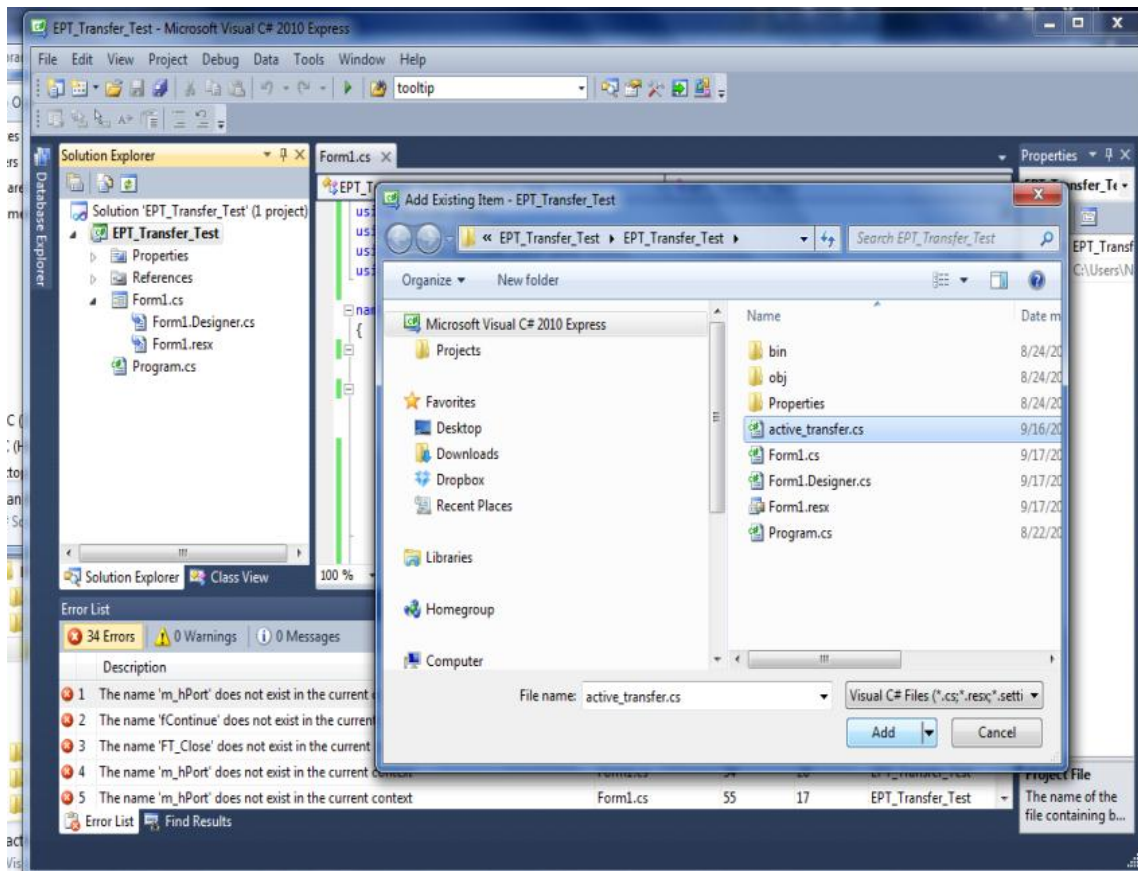 EPT_Transfer_Test - Microsoft Visual C# 2010 Express
File Edit View Project Debug Data Tools Window Help
tooltip
Database Explorer
Solution Explorer
Solution 'EPT_Transfer_Test' (1 project)
EPT_Transfer_Test
Properties
References
Form1.cs
Form1.Designer.cs
Form1.resx
Program.cs
Solution Explorer Class View
Form1.cs
EPT_T
usi
usi
usi
usi
nam
{
100 %
Properties
Add Existing Item - EPT_Transfer_Test
« EPT_Transfer_Test EPT_Transfer_Test
Search EPT_Transfer_Test
Organize New folder
Microsoft Visual C# 2010 Express
Projects
Favorites
Desktop
Downloads
Dropbox
Recent Places
Libraries
Homegroup
Computer
Name Date m
bin 8/24/20
obj 8/24/20
Properties 8/24/20
active_transfer.cs 9/16/20
Form1.cs 9/17/20
Form1.Designer.cs 9/17/20
Form1.resx 9/17/20
Program.cs 8/22/20
File name: active_transfer.cs
Visual C# Files (*.cs;*.resx;*.setti
Add Cancel
nsfer_Te
EPT_Transf
C:\Users\N
Error List
34 Errors 0 Warnings 0 Messages
Description
1 The name 'm_hPort' does not exist in the current
2 The name 'fContinue' does not exist in the current
3 The name 'FT_Close' does not exist in the current
4 The name 'm_hPort' does not exist in the current context
5 The name 'm_hPort' does not exist in the current context Form1.cs 55 17 EPT_Transfer_Test
Error List Find Results
Project File
The name of the
file containing b...